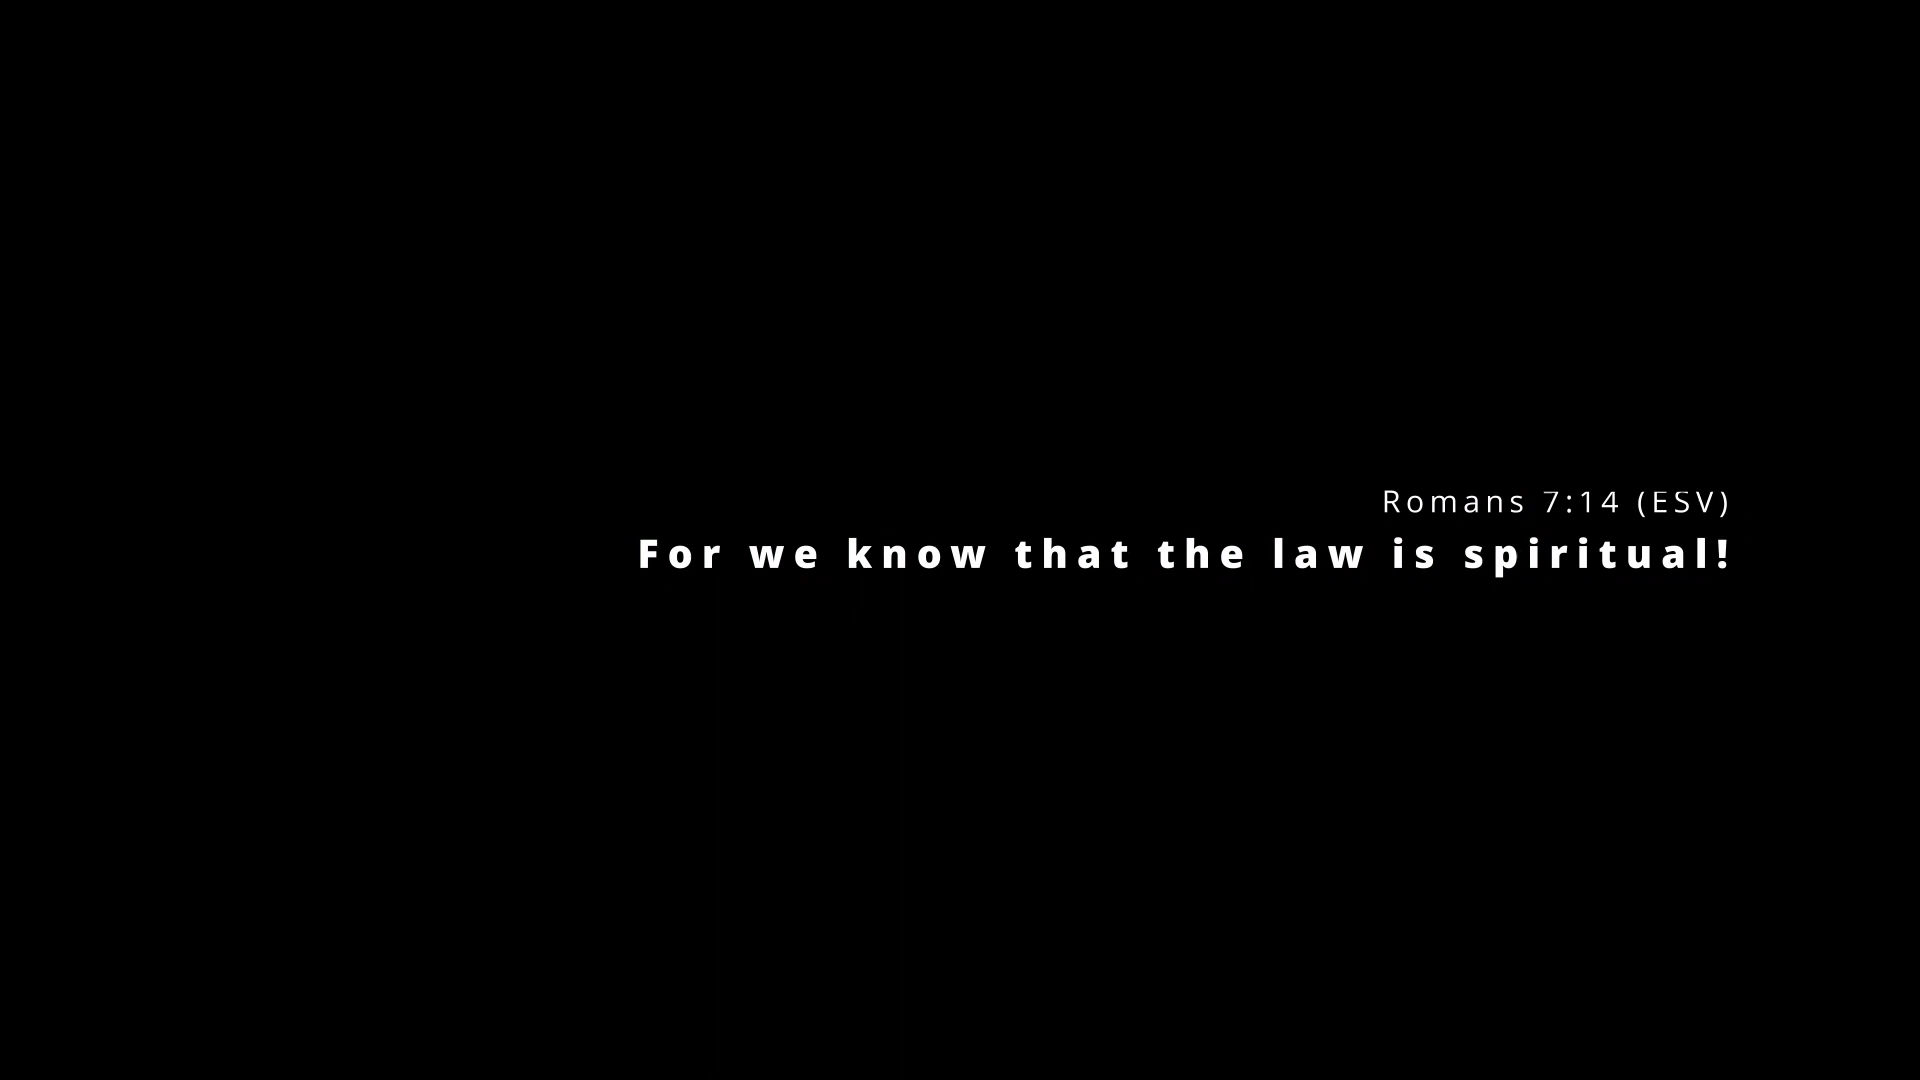 Romans 7:14 (ESV)
For we know that the law is spiritual!